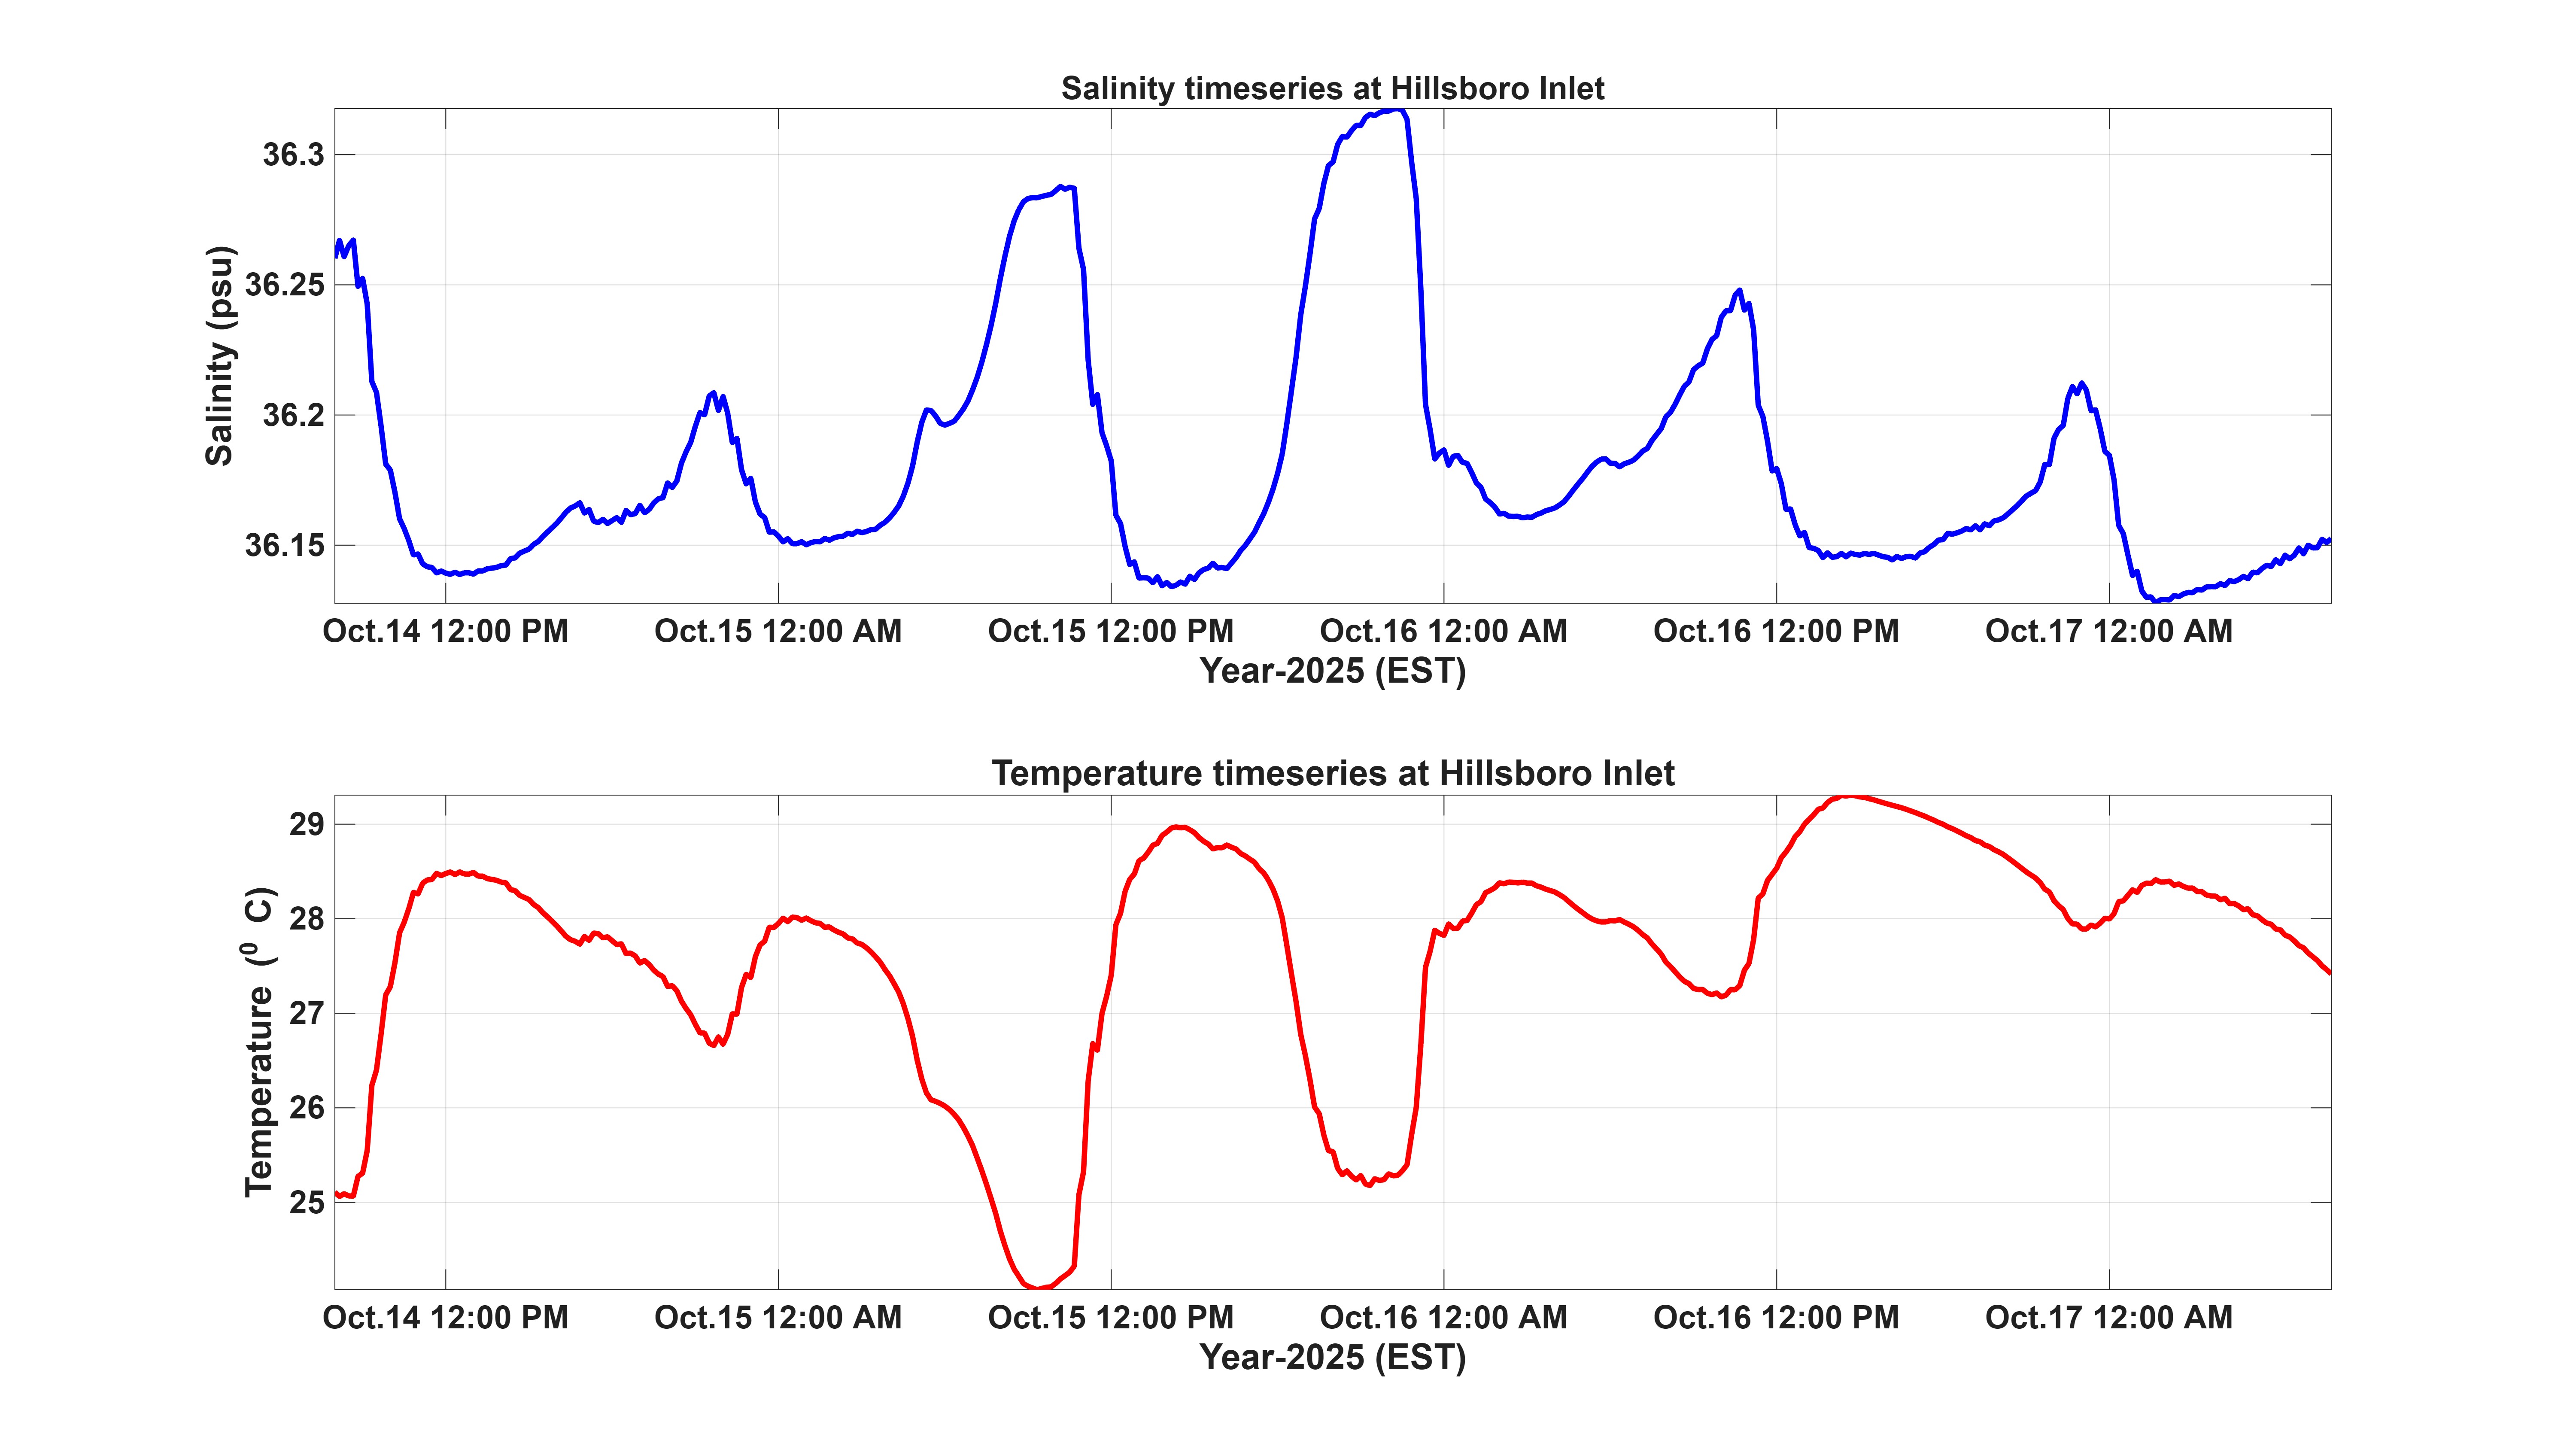 Salinity timeseries at Hillsboro Inlet
Salinity (psu)
36.3
36.25
36.2
36.15
Oct.14 12:00 PM Oct.15 12:00 AM Oct.15 12:00 PM Oct.16 12:00 AM Oct.16 12:00 PM Oct.17 12:00 AM
Year-2025 (EST)
Temperature timeseries at Hillsboro Inlet
Temperature (⁰ C)
29
28
27
26
25
Oct.14 12:00 PM Oct.15 12:00 AM Oct.15 12:00 PM Oct.16 12:00 AM Oct.16 12:00 PM Oct.17 12:00 AM
Year-2025 (EST)